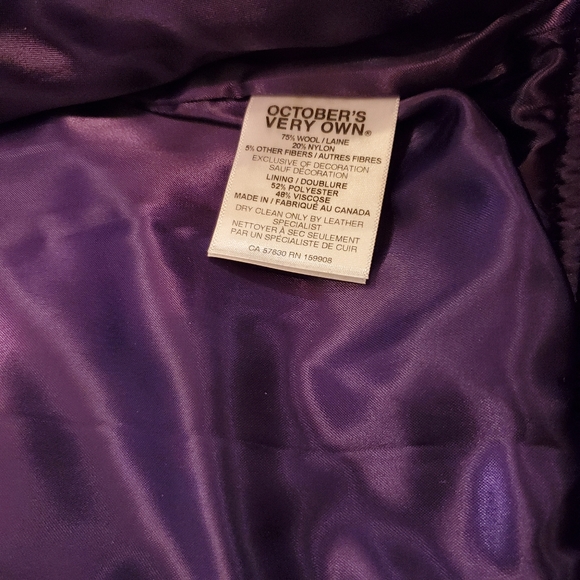 OCTOBER'S
VERY OWN®
75% WOOL / LAINE
20% NYLON
5% OTHER FIBERS / AUTRES FIBRES
EXCLUSIVE OF DECORATION
SAUF DÉCORATION
LINING / DOUBLURE
52% POLYESTER
48% VISCOSE
MADE IN / FABRIQUÉ AU CANADA
DRY CLEAN ONLY BY LEATHER
SPECIALIST
NETTOYER À SEC SEULEMENT
PAR UN SPÉCIALISTE DE CUIR
CA 57630 RN 159908